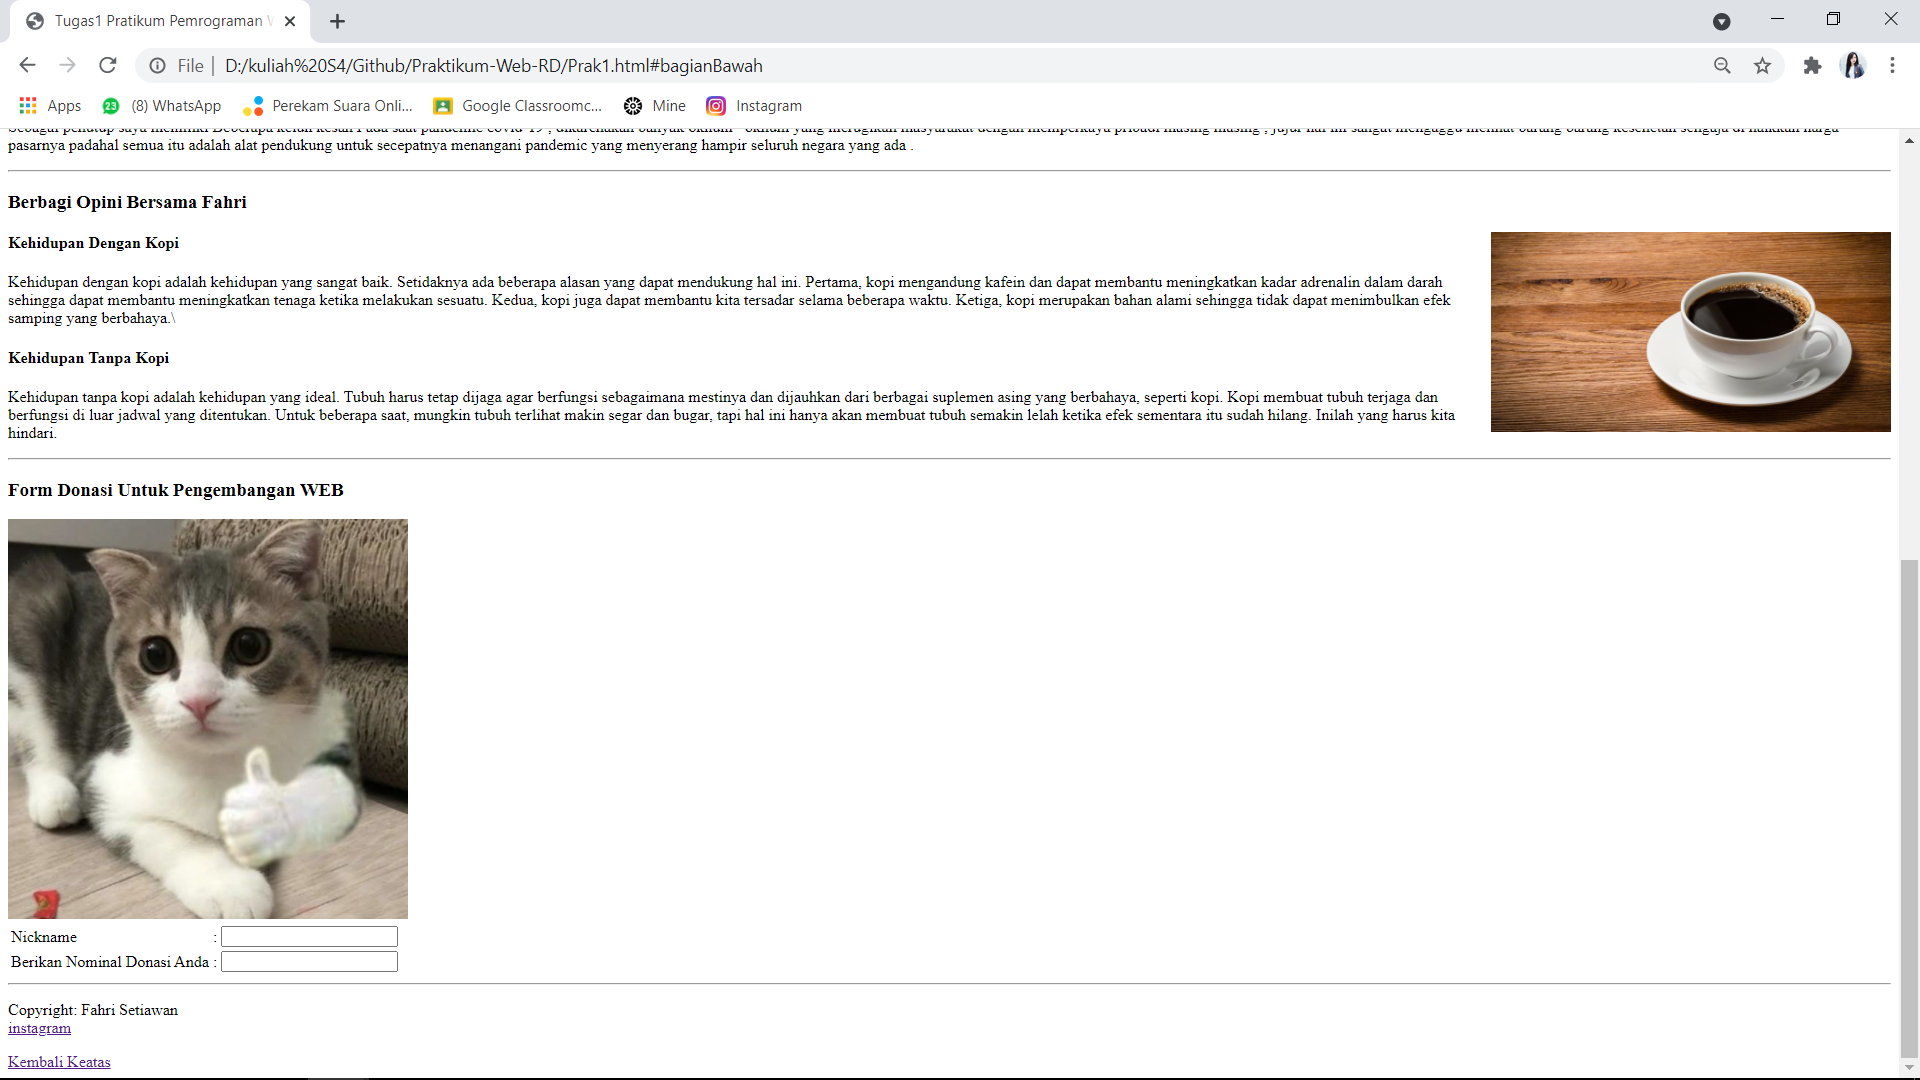 Tugas1 Pratikum Pemrograman W
File | D:/kuliah%20S4/Github/Praktikum-Web-RD/Prak1.html#bagianBawah
Apps 23 (8) WhatsApp Perekam Suara Onli... Google Classroomc... Mine Instagram
pasarnya padahal semua itu adalah alat pendukung untuk secepatnya menangani pandemic yang menyerang hampir seluruh negara yang ada .
Berbagi Opini Bersama Fahri
Kehidupan Dengan Kopi
Kehidupan dengan kopi adalah kehidupan yang sangat baik. Setidaknya ada beberapa alasan yang dapat mendukung hal ini. Pertama, kopi mengandung kafein dan dapat membantu meningkatkan kadar adrenalin dalam darah
sehingga dapat membantu meningkatkan tenaga ketika melakukan sesuatu. Kedua, kopi juga dapat membantu kita tersadar selama beberapa waktu. Ketiga, kopi merupakan bahan alami sehingga tidak dapat menimbulkan efek
samping yang berbahaya.\
Kehidupan Tanpa Kopi
Kehidupan tanpa kopi adalah kehidupan yang ideal. Tubuh harus tetap dijaga agar berfungsi sebagaimana mestinya dan dijauhkan dari berbagai suplemen asing yang berbahaya, seperti kopi. Kopi membuat tubuh terjaga dan
berfungsi di luar jadwal yang ditentukan. Untuk beberapa saat, mungkin tubuh terlihat makin segar dan bugar, tapi hal ini hanya akan membuat tubuh semakin lelah ketika efek sementara itu sudah hilang. Inilah yang harus kita
hindari.
Form Donasi Untuk Pengembangan WEB
Nickname :
Berikan Nominal Donasi Anda :
Copyright: Fahri Setiawan
instagram
Kembali Keatas